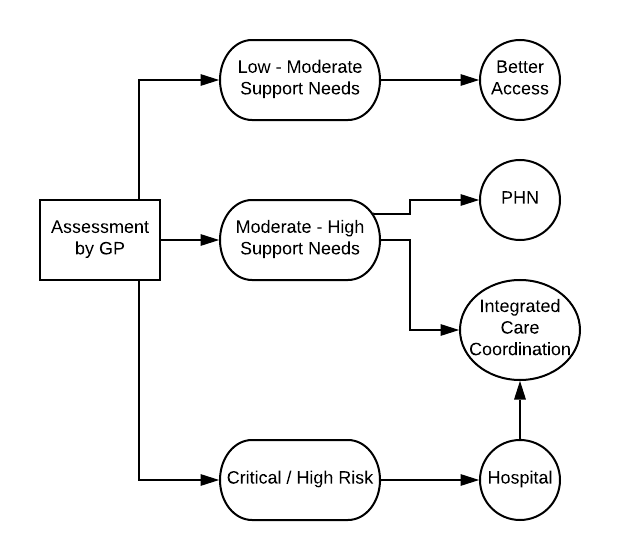 Low - Moderate
Support Needs
Better
Access
Assessment
by GP
Moderate - High
Support Needs
PHN
Integrated
Care
Coordination
Critical / High Risk
Hospital